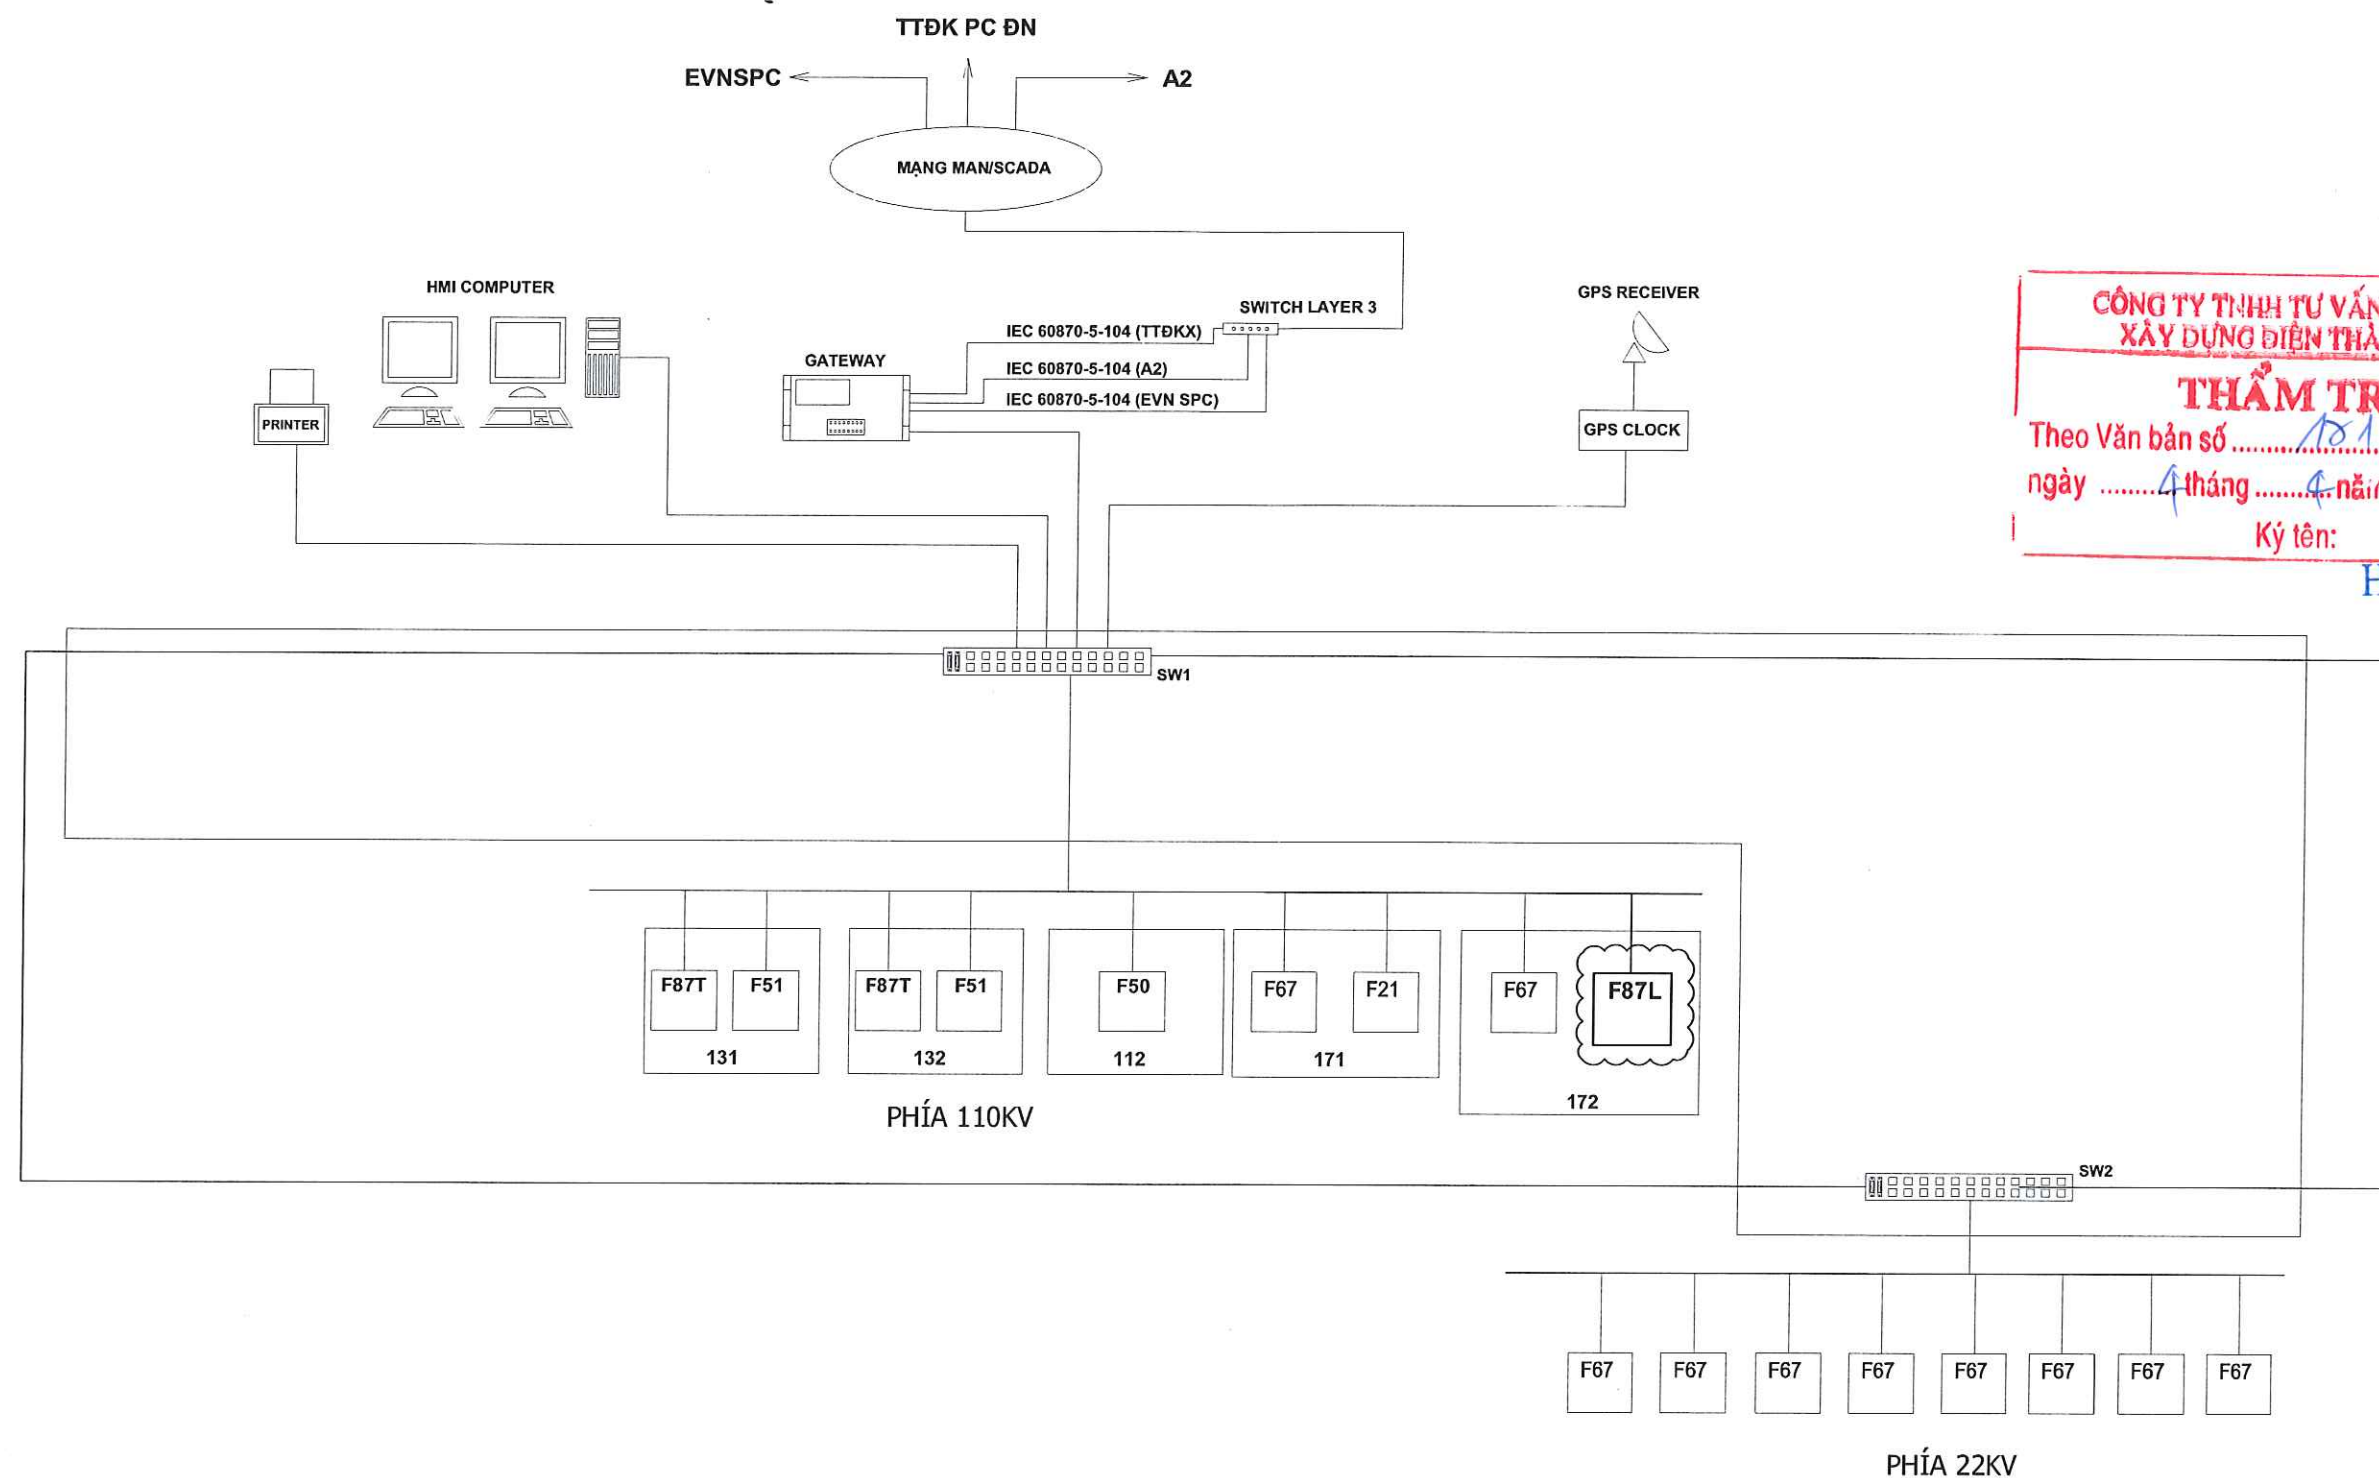 TTĐK PC ĐN
EVNSPC
A2
MẠNG MAN/SCADA
HMI COMPUTER
GPS RECEIVER
SWITCH LAYER 3
IEC 60870-5-104 (TTĐKX)
GATEWAY
IEC 60870-5-104 (A2)
IEC 60870-5-104 (EVN SPC)
PRINTER
GPS CLOCK
CÔNG TY TNHH TƯ VẤN
XÂY DỰNG ĐIỆN THÀ
THẨM TR
Theo Văn bản số
ngày 4 tháng 4 năm
Ký tên:
H
SW1
F87T
F51
F87T
F51
F50
F67
F21
F67
F87L
131
132
112
171
172
PHÍA 110KV
SW2
F67
F67
F67
F67
F67
F67
F67
F67
PHÍA 22KV